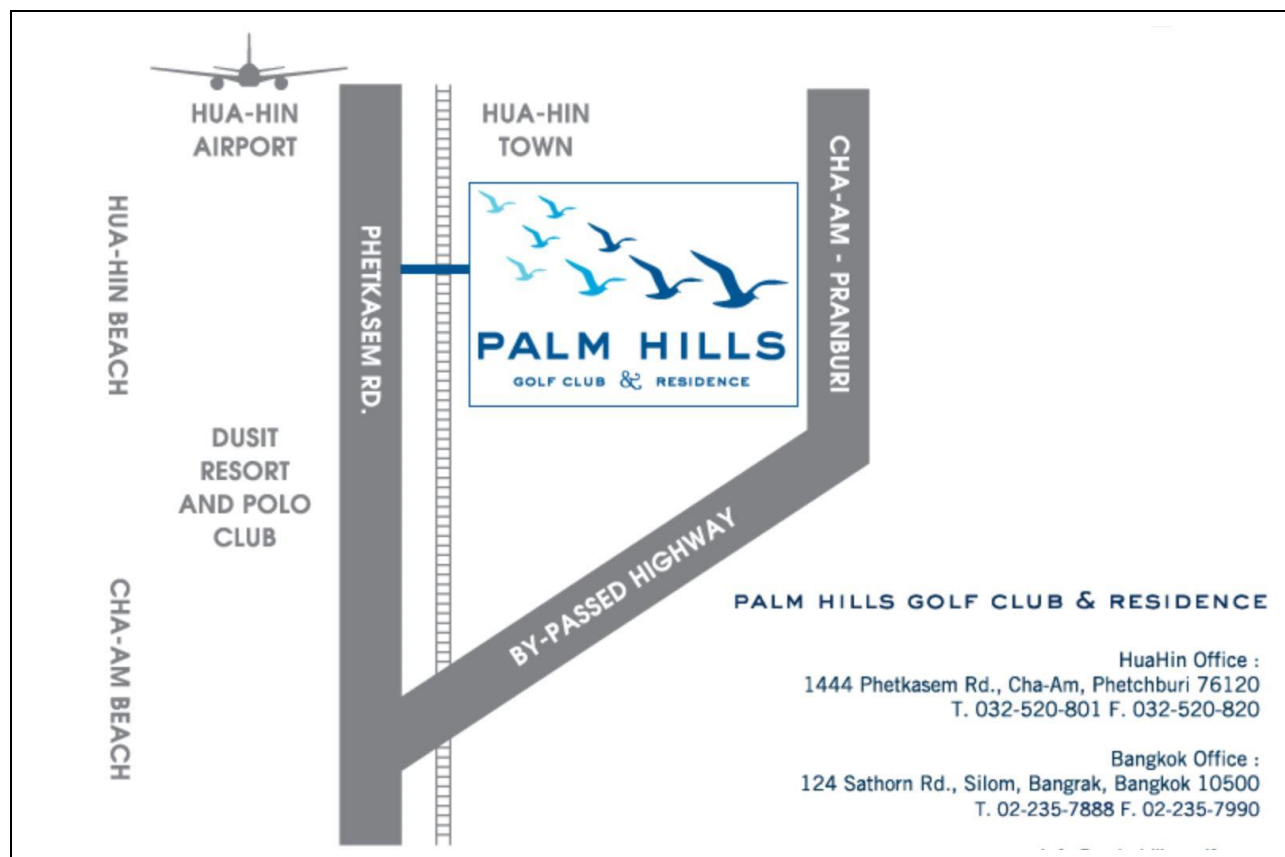 HUA-HIN
AIRPORT
HUA-HIN
TOWN
HUA-HIN BEACH
PHETKASEM RD.
CHA-AM - PRANBURI
PALM HILLS
GOLF CLUB & RESIDENCE
DUSIT
RESORT
AND POLO
CLUB
BY-PASSED HIGHWAY
CHA-AM BEACH
PALM HILLS GOLF CLUB & RESIDENCE
HuaHin Office :
1444 Phetkasem Rd., Cha-Am, Phetchburi 76120
T. 032-520-801 F. 032-520-820
Bangkok Office :
124 Sathorn Rd., Silom, Bangrak, Bangkok 10500
T. 02-235-7888 F. 02-235-7990